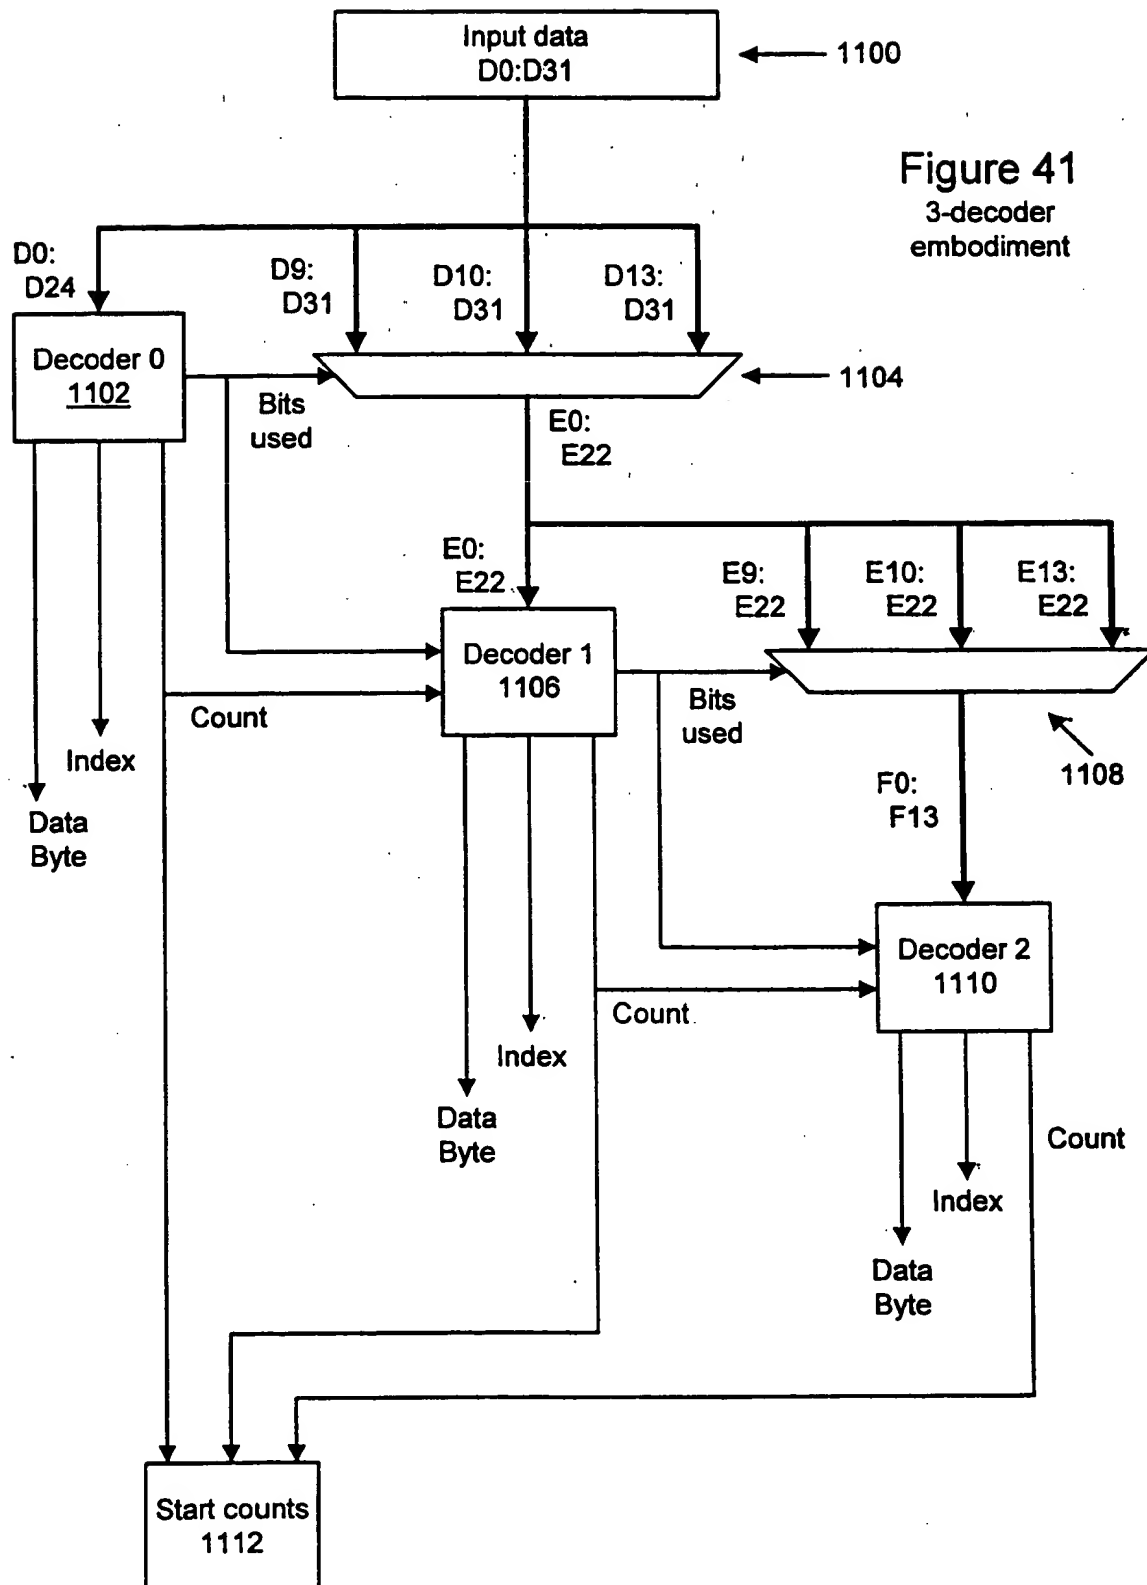 Input data
D0:D31
1100
Figure 41
3-decoder
embodiment
D0:
D24
D9:
D31
D10:
D31
D13:
D31
Decoder 0
1102
Bits
used
1104
E0:
E22
E0:
E22
E9:
E22
E10:
E22
E13:
E22
Decoder 1
1106
Count
Bits
used
1108
Index
Data
Byte
F0:
F13
Decoder 2
1110
Count
Index
Data
Byte
Count
Index
Data
Byte
Start counts
1112